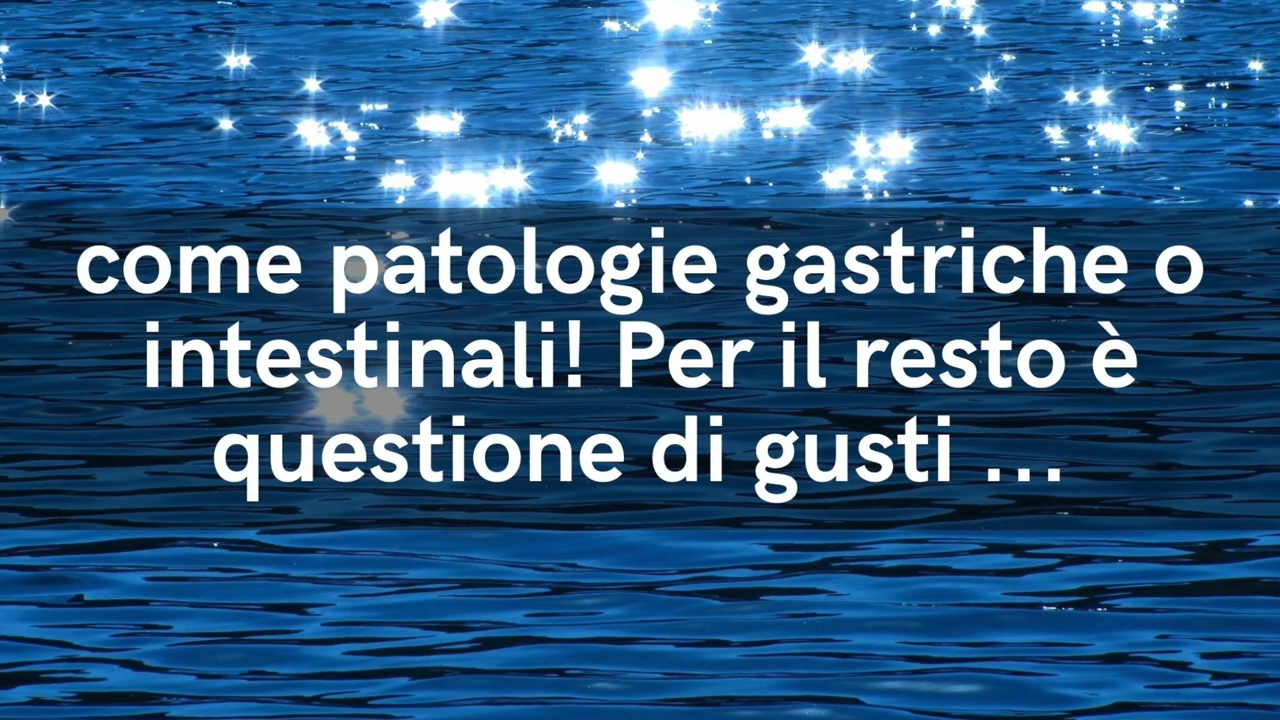 come patologie gastriche o
intestinali! Per il resto è
questione di gusti ...